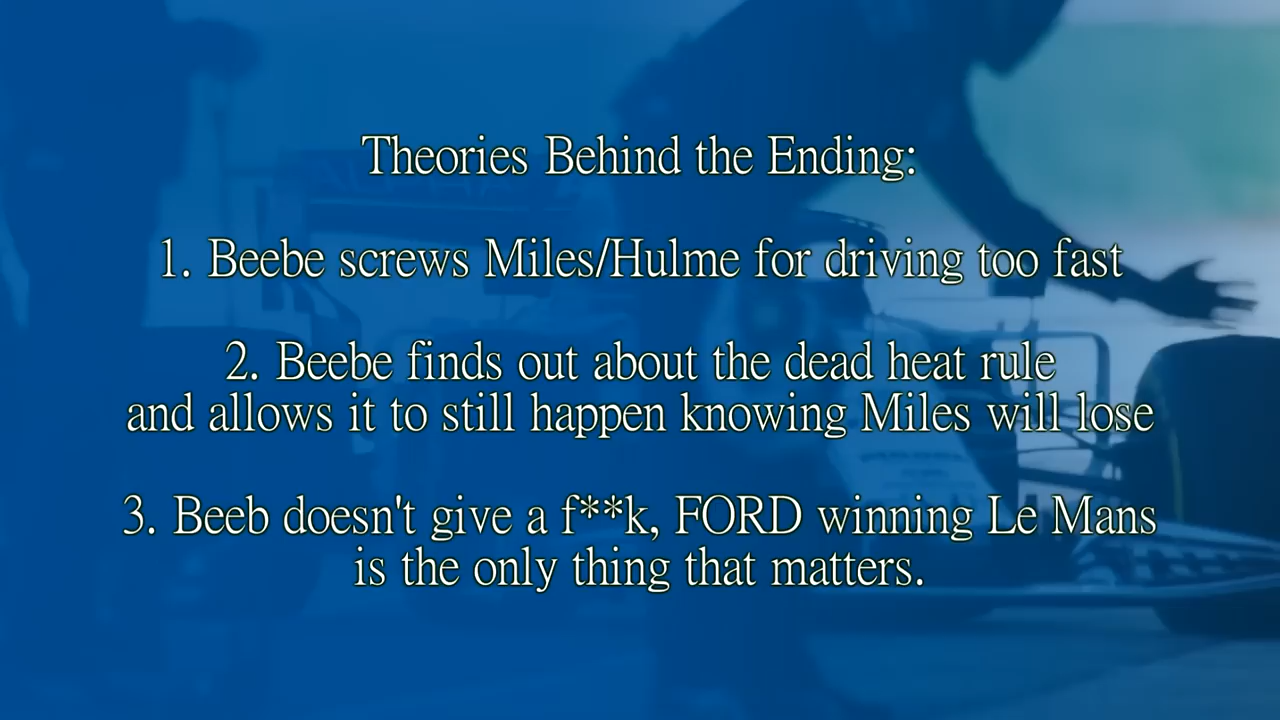 Theories Behind the Ending:
1. Beebe screws Miles/Hulme for driving too fast
2. Beebe finds out about the dead heat rule
and allows it to still happen knowing Miles will lose
3. Beeb doesn't give a f**k, FORD winning Le Mans
is the only thing that matters.